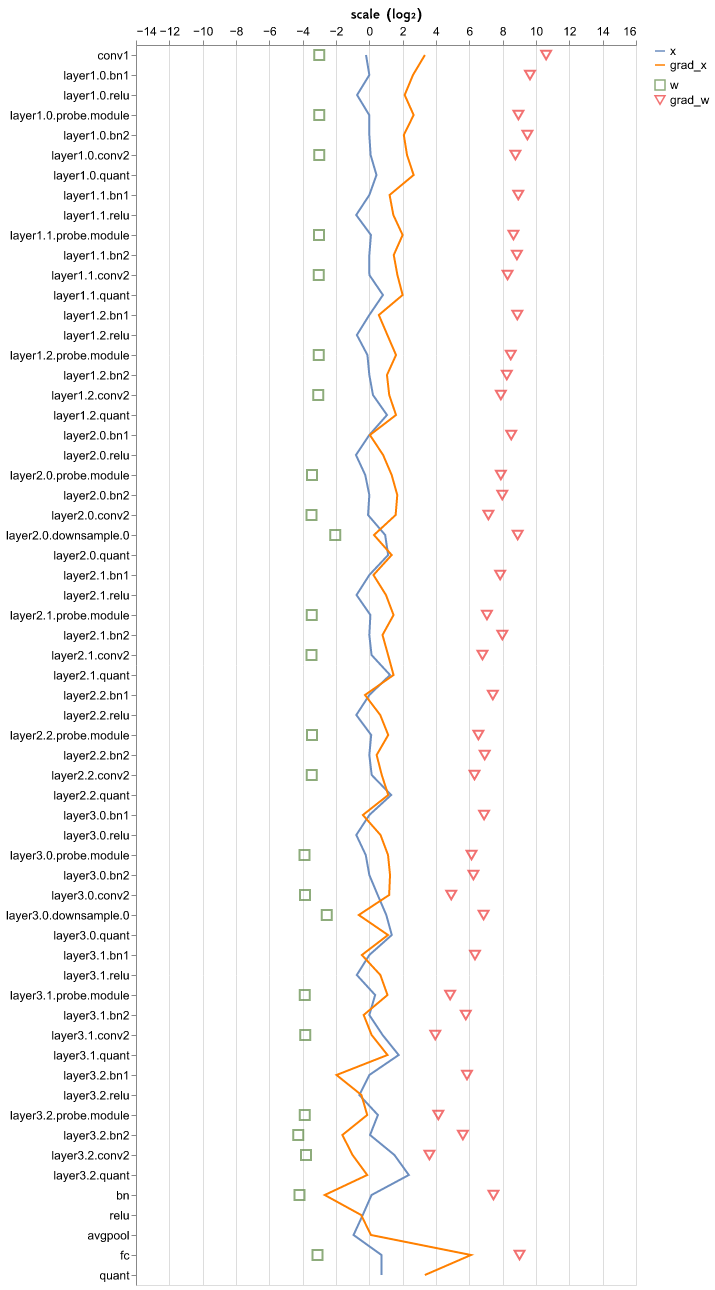 scale (log₂)
−14 −12 −10 −8 −6 −4 −2 0 2 4 6 8 10 12 14 16
x
grad_x
w
grad_w
conv1
layer1.0.bn1
layer1.0.relu
layer1.0.probe.module
layer1.0.bn2
layer1.0.conv2
layer1.0.quant
layer1.1.bn1
layer1.1.relu
layer1.1.probe.module
layer1.1.bn2
layer1.1.conv2
layer1.1.quant
layer1.2.bn1
layer1.2.relu
layer1.2.probe.module
layer1.2.bn2
layer1.2.conv2
layer1.2.quant
layer2.0.bn1
layer2.0.relu
layer2.0.probe.module
layer2.0.bn2
layer2.0.conv2
layer2.0.downsample.0
layer2.0.quant
layer2.1.bn1
layer2.1.relu
layer2.1.probe.module
layer2.1.bn2
layer2.1.conv2
layer2.1.quant
layer2.2.bn1
layer2.2.relu
layer2.2.probe.module
layer2.2.bn2
layer2.2.conv2
layer2.2.quant
layer3.0.bn1
layer3.0.relu
layer3.0.probe.module
layer3.0.bn2
layer3.0.conv2
layer3.0.downsample.0
layer3.0.quant
layer3.1.bn1
layer3.1.relu
layer3.1.probe.module
layer3.1.bn2
layer3.1.conv2
layer3.1.quant
layer3.2.bn1
layer3.2.relu
layer3.2.probe.module
layer3.2.bn2
layer3.2.conv2
layer3.2.quant
bn
relu
avgpool
fc
quant